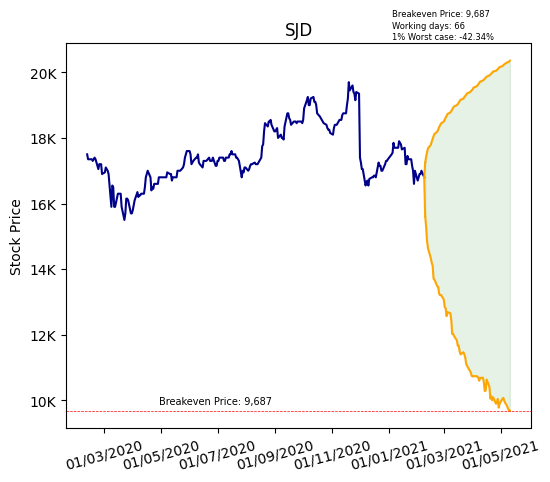 Breakeven Price: 9,687
Working days: 66
1% Worst case: -42.34%
SJD
Stock Price
20K
18K
16K
14K
12K
10K
Breakeven Price: 9,687
01/03/2020
01/05/2020
01/07/2020
01/09/2020
01/11/2020
01/01/2021
01/03/2021
01/05/2021